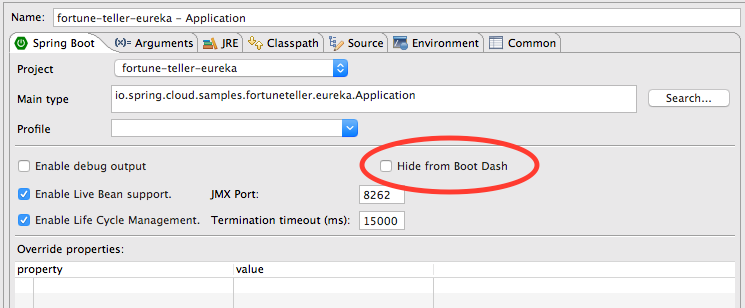 Name: fortune-teller-eureka – Application
Spring Boot (x)= Arguments JRE Classpath Source Environment Common
Project fortune-teller-eureka
Main type io.spring.cloud.samples.fortuneteller.eureka.Application Search...
Profile
Enable debug output Hide from Boot Dash
Enable Live Bean support. JMX Port: 8262
Enable Life Cycle Management. Termination timeout (ms): 15000
Override properties:
property value